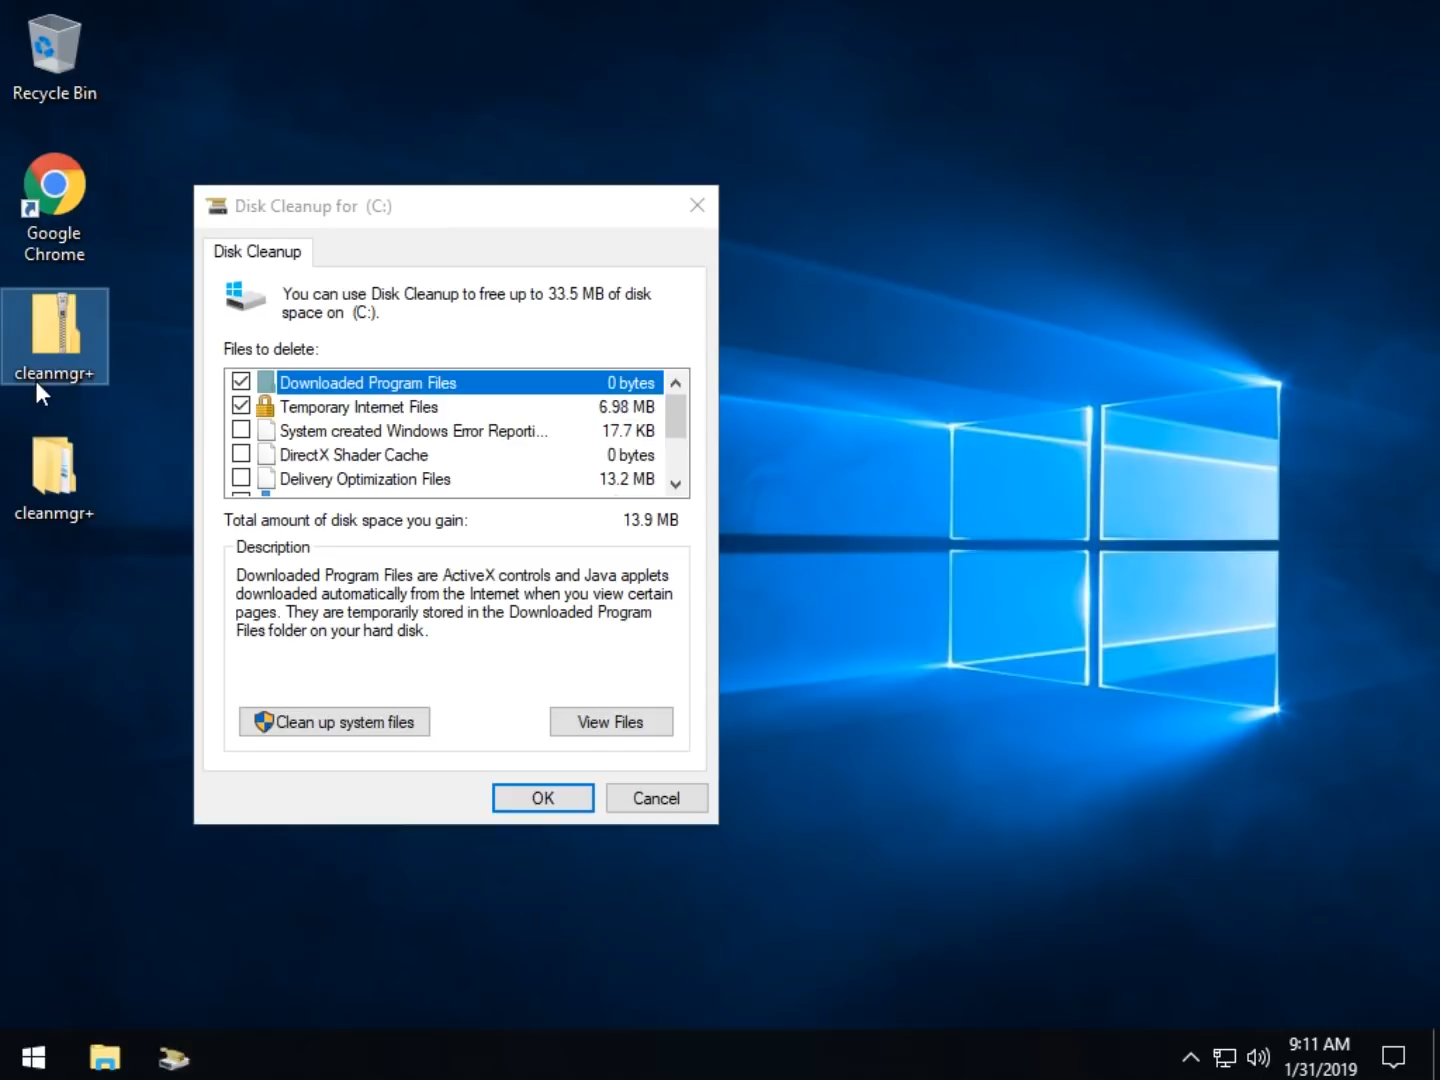 Recycle Bin
Google
Chrome
cleanmgr+
cleanmgr+
Disk Cleanup for  (C:)
Disk Cleanup
You can use Disk Cleanup to free up to 33.5 MB of disk
space on  (C:).
Files to delete:
Downloaded Program Files 0 bytes
Temporary Internet Files 6.98 MB
System created Windows Error Reporti... 17.7 KB
DirectX Shader Cache 0 bytes
Delivery Optimization Files 13.2 MB
Total amount of disk space you gain: 13.9 MB
Description
Downloaded Program Files are ActiveX controls and Java applets
downloaded automatically from the Internet when you view certain
pages. They are temporarily stored in the Downloaded Program
Files folder on your hard disk.
Clean up system files View Files
OK Cancel
9:11 AM
1/31/2019